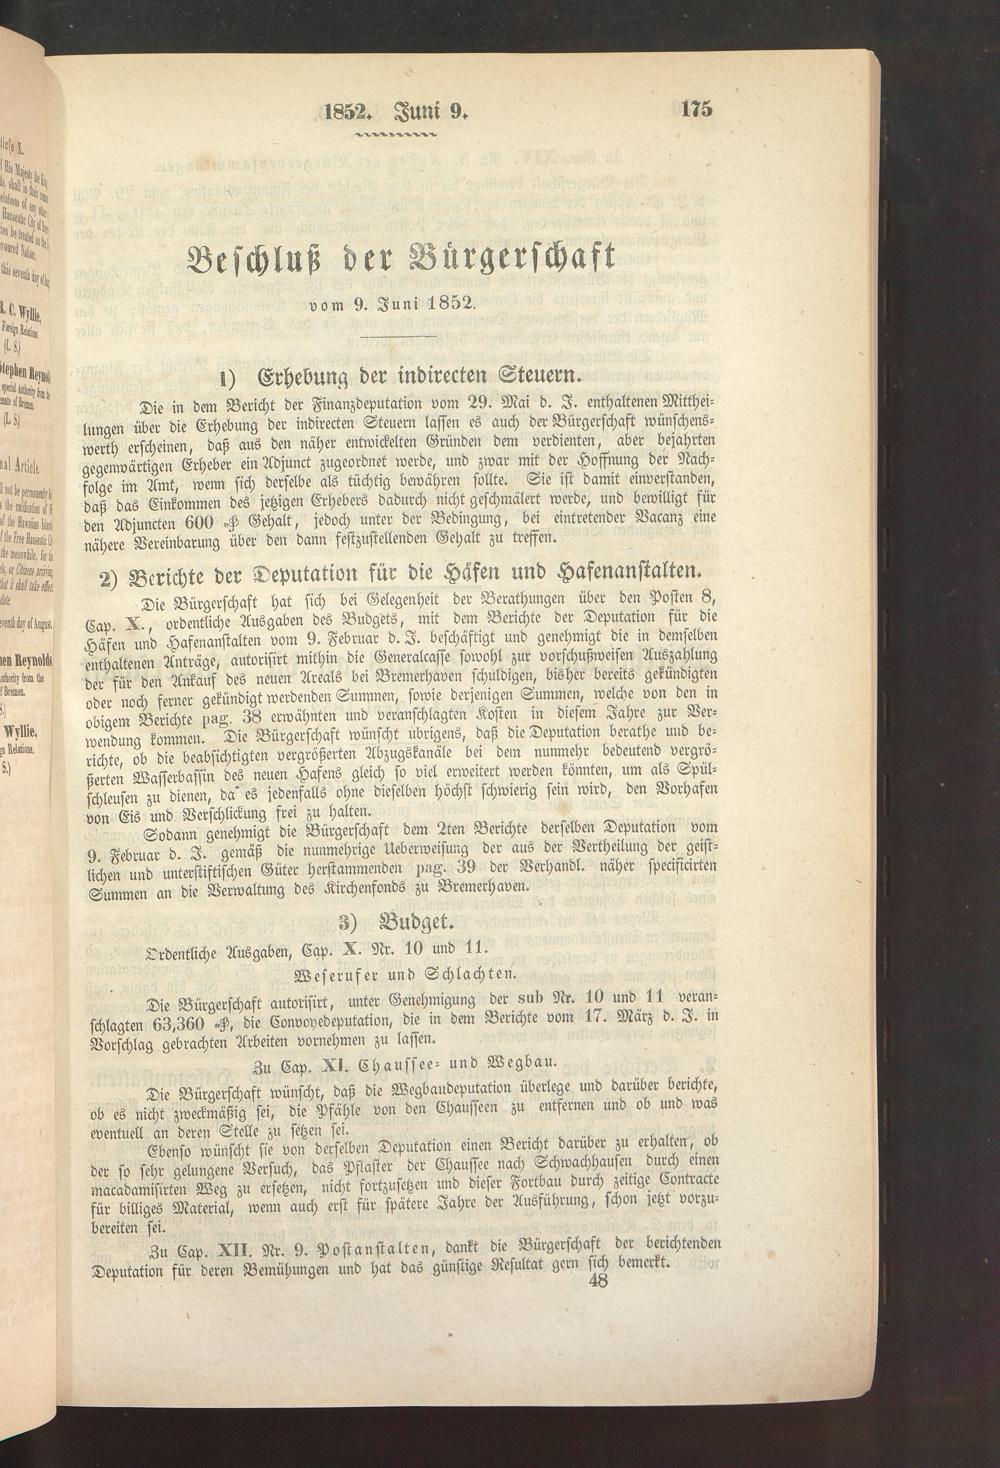 1852. Juni 9.
175
Beschluß der Bürgerschaft
vom 9. Juni 1852.
1) Erhebung der indirecten Steuern.
Die in dem Bericht der Finanzdeputation vom 29. Mai d. J. enthaltenen Mitthei-
lungen über die Erhebung der indirecten Steuern lassen es auch der Bürgerschaft wünschens-
werth erscheinen, daß aus den näher entwickelten Gründen dem verdienten, aber bejahrten
gegenwärtigen Erheber ein Adjunct zugeordnet werde, und zwar mit der Hoffnung der Nach-
folge im Amt, wenn sich derselbe als tüchtig bewähren sollte. Sie ist damit einverstanden,
daß das Einkommen des jetzigen Erhebers dadurch nicht geschmälert werde, und bewilligt für
den Adjuncten 600 ₰ Gehalt, jedoch unter der Bedingung, bei eintretender Vacanz eine
nähere Vereinbarung über den dann festzustellenden Gehalt zu treffen.
2) Berichte der Deputation für die Häfen und Hafenanstalten.
Die Bürgerschaft hat sich bei Gelegenheit der Berathungen über den Posten 8,
Cap. X., ordentliche Ausgaben des Budgets, mit dem Berichte der Deputation für die
Häfen und Hafenanstalten vom 9. Februar d. J. beschäftigt und genehmigt die in demselben
enthaltenen Anträge, autorisirt mithin die Generalcasse sowohl zur vorschußweisen Auszahlung
der für den Ankauf des neuen Areals bei Bremerhaven schuldigen, bisher bereits gekündigten
oder noch ferner gekündigt werdenden Summen, sowie derjenigen Summen, welche von den in
obigem Berichte pag. 38 erwähnten und veranschlagten Kosten in diesem Jahre zur Ver-
wendung kommen. Die Bürgerschaft wünscht übrigens, daß die Deputation berathe und be-
richte, ob die beabsichtigten vergrößerten Abzugskanäle bei dem nunmehr bedeutend vergrö-
ßerten Wasserbassin des neuen Hafens gleich so viel erweitert werden könnten, um als Spül-
schleusen zu dienen, da es jedenfalls ohne dieselben höchst schwierig sein wird, den Vorhafen
von Eis und Verschlickung frei zu halten.
Sodann genehmigt die Bürgerschaft dem 2ten Berichte derselben Deputation vom
9. Februar d. J. gemäß die nunmehrige Ueberweisung der aus der Vertheilung der geist-
lichen und unterstiftischen Güter herstammenden pag. 39 der Verhandl. näher specificirten
Summen an die Verwaltung des Kirchenfonds zu Bremerhaven.
3) Budget.
Ordentliche Ausgaben, Cap. X. Nr. 10 und 11.
Weserufer und Schlachten.
Die Bürgerschaft autorisirt, unter Genehmigung der sub Nr. 10 und 11 veran-
schlagten 63,360 ₰, die Convoyedeputation, die in dem Berichte vom 17. März d. J. in
Vorschlag gebrachten Arbeiten vornehmen zu lassen.
Zu Cap. XI. Chaussee- und Wegbau.
Die Bürgerschaft wünscht, daß die Wegbaudeputation überlege und darüber berichte,
ob es nicht zweckmäßig sei, die Pfähle von den Chausseen zu entfernen und ob und was
eventuell an deren Stelle zu setzen sei.
Ebenso wünscht sie von derselben Deputation einen Bericht darüber zu erhalten, ob
der so sehr gelungene Versuch, das Pflaster der Chaussee nach Schwachhausen durch einen
macadamisirten Weg zu ersetzen, nicht fortzusetzen und dieser Fortbau durch zeitige Contracte
für billiges Material, wenn auch erst für spätere Jahre der Ausführung, schon jetzt vorzu-
bereiten sei.
Zu Cap. XII. Nr. 9. Postanstalten, dankt die Bürgerschaft der berichtenden
Deputation für deren Bemühungen und hat das günstige Resultat gern sich bemerkt.
48